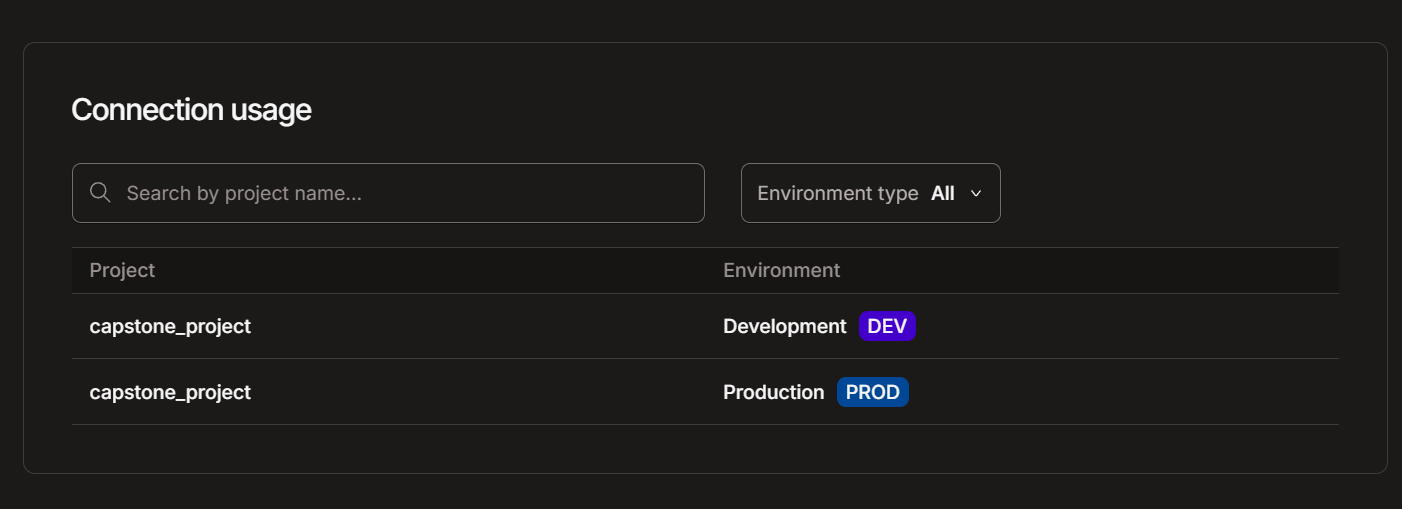 Connection usage
Search by project name...
Environment type All
Project Environment
capstone_project Development DEV
capstone_project Production PROD